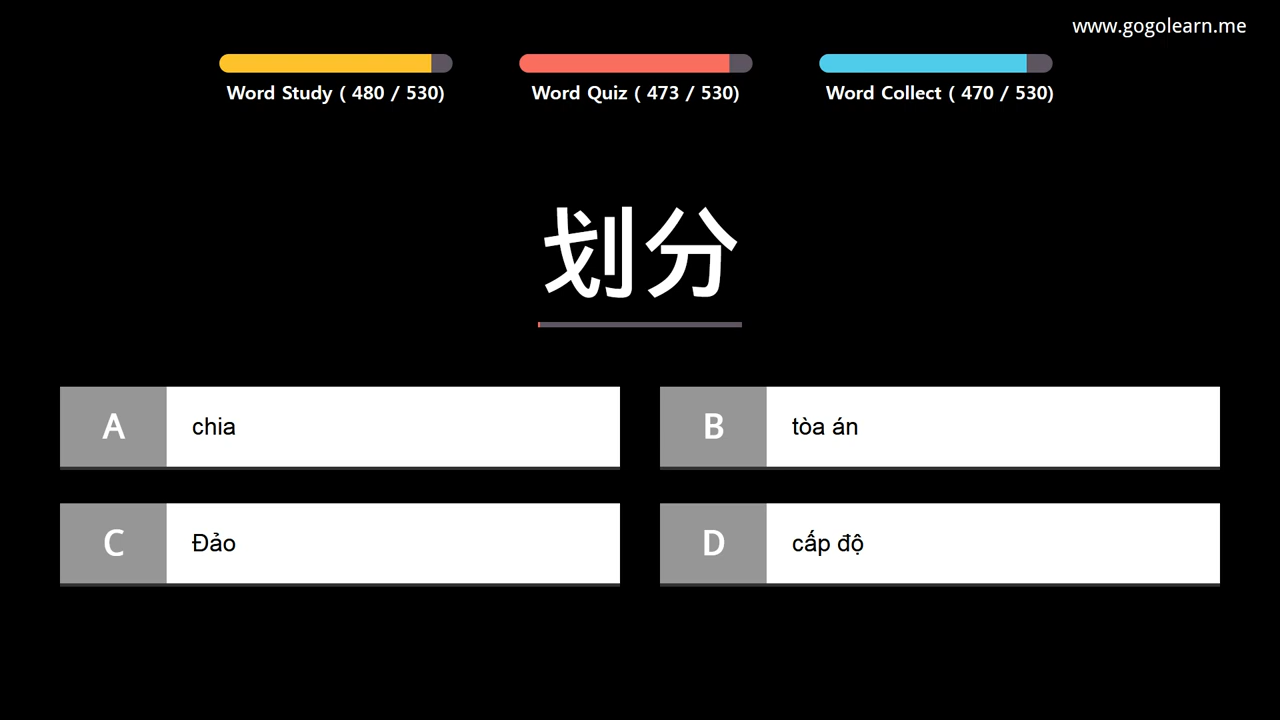 www.gogolearn.me
Word Study ( 480 / 530)
Word Quiz ( 473 / 530)
Word Collect ( 470 / 530)
划分
A chia
B tòa án
C Đảo
D cấp độ